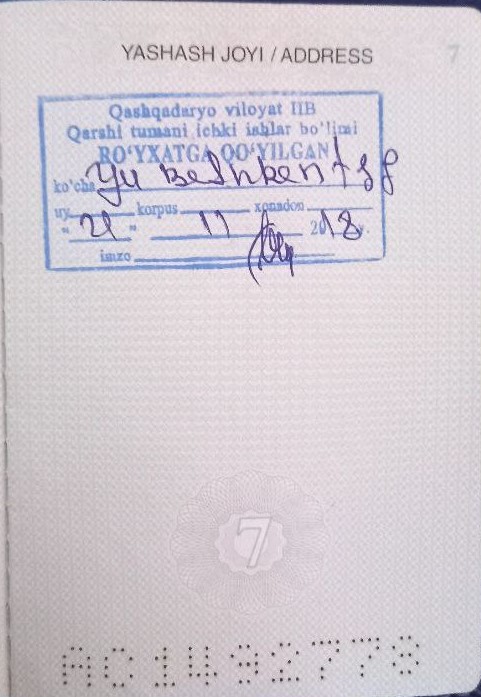 YASHASH JOYI / ADDRESS 7
Qashqadaryo viloyat IIB
Qarshi tumani ichki ishlar bo'limi
RO'YXATGA QO'YILGAN
ko'cha Yu Beshkent
uy korpus xonadon
"21" 11 2018 y.
imzo
7
AC1492778